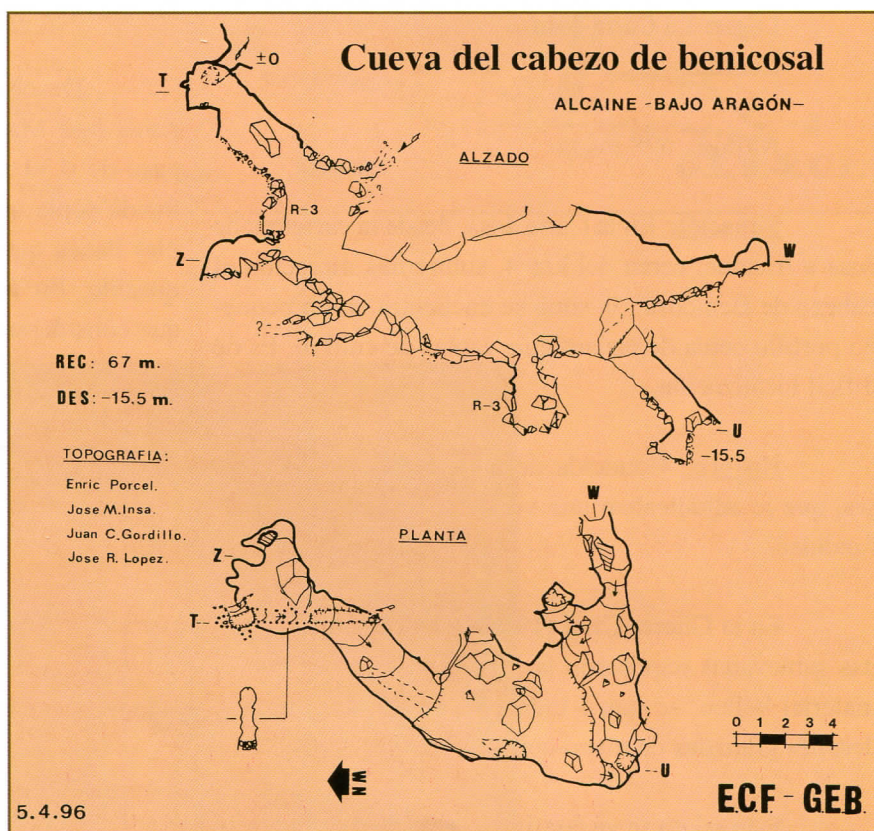 Cueva del cabezo de benicosal
ALCAINE -BAJO ARAGÓN-
±0
T
ALZADO
R-3
Z
W
?
?
REC: 67 m.
DES: -15,5 m.
R-3
U
-15,5
TOPOGRAFIA:
Enric Porcel.
Jose M.Insa.
Juan C.Gordillo.
Jose R. Lopez.
W
PLANTA
Z
T
U
0 1 2 3 4
NW
5.4.96
E.C.F - G.E.B.